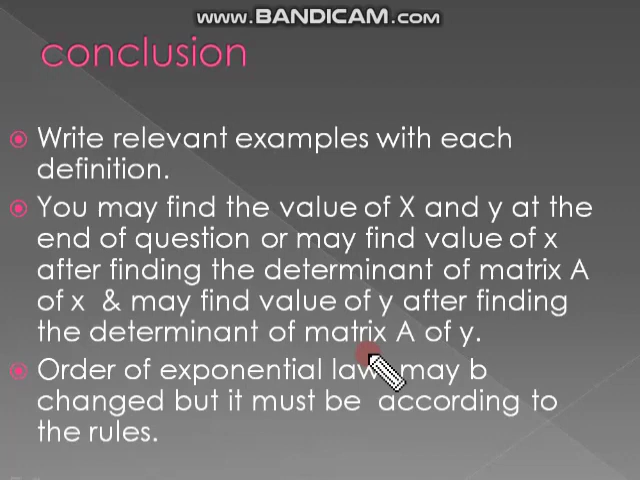 www.BANDICAM.com
conclusion
Write relevant examples with each
definition.
You may find the value of X and y at the
end of question or may find value of x
after finding the determinant of matrix A
of x & may find value of y after finding
the determinant of matrix A of y.
Order of exponential law may b
changed but it must be according to
the rules.